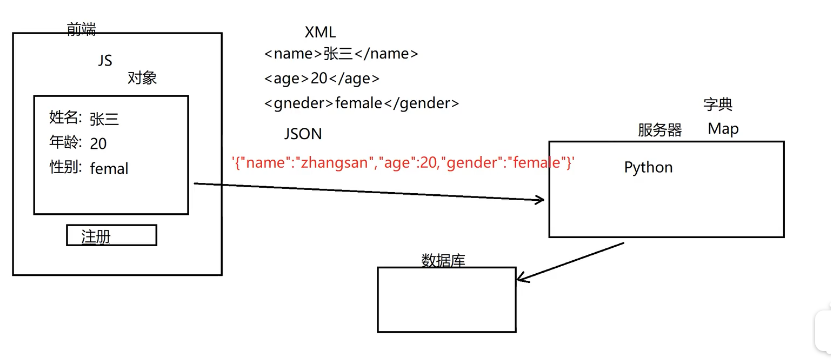 前端
JS
对象
姓名: 张三
年龄: 20
性别: femal
注册
XML
<name>张三</name>
<age>20</age>
<gneder>female</gender>
JSON
'{"name":"zhangsan","age":20,"gender":"female"}'
字典
服务器 Map
Python
数据库